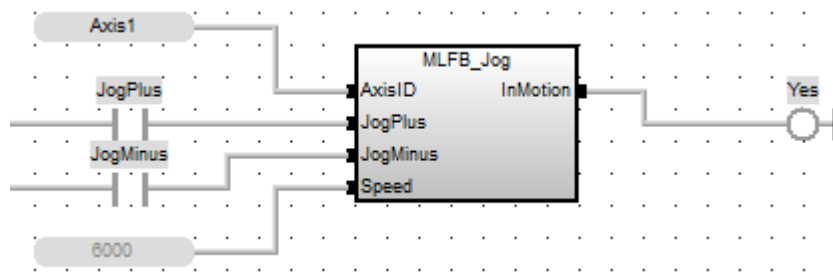 Axis1
MLFB_Jog
AxisID InMotion
JogPlus Yes
JogPlus
JogMinus
JogMinus
Speed
6000